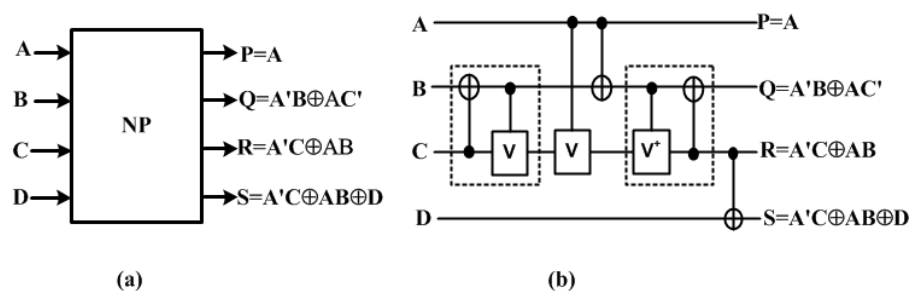 A
B
C
D
NP
P=A
Q=A'B⊕AC'
R=A'C⊕AB
S=A'C⊕AB⊕D
(a)
A
B
C
D
V
V
V⁺
P=A
Q=A'B⊕AC'
R=A'C⊕AB
S=A'C⊕AB⊕D
(b)